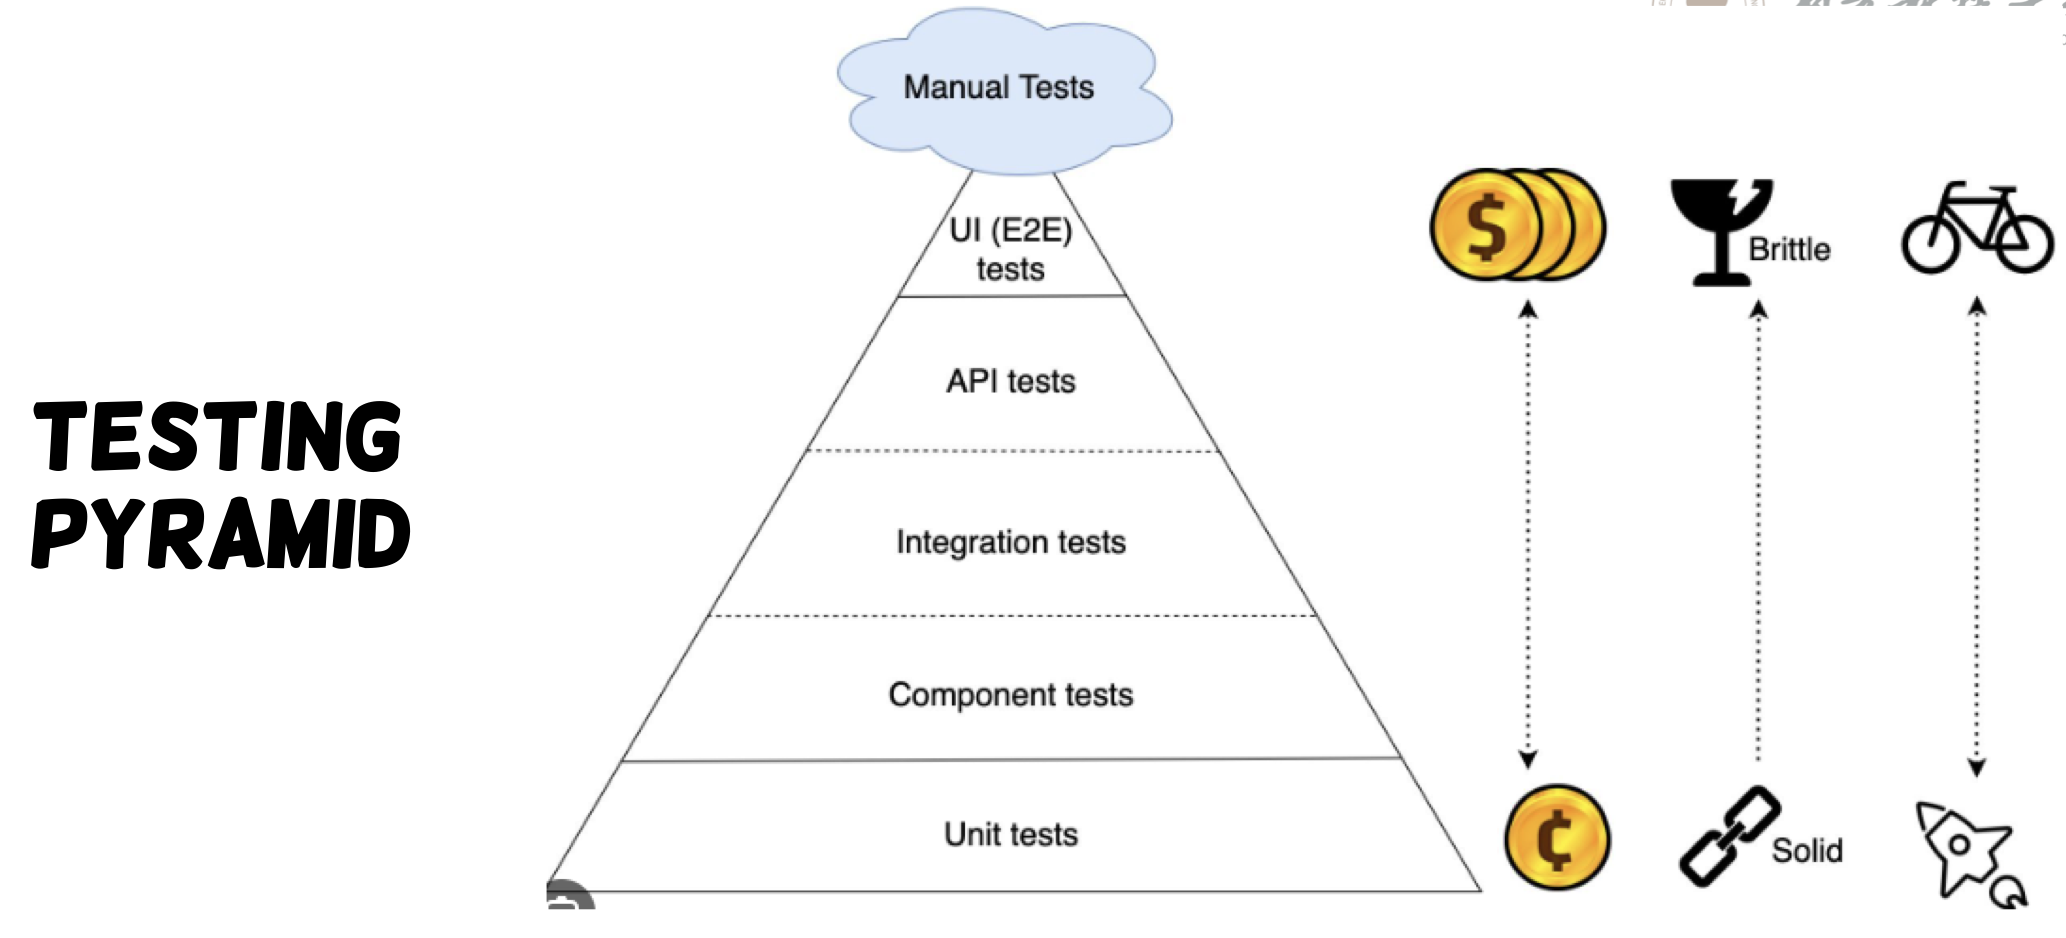 Manual Tests
UI (E2E)
tests
API tests
Integration tests
Component tests
Unit tests
TESTING
PYRAMID
$
Brittle
¢
Solid